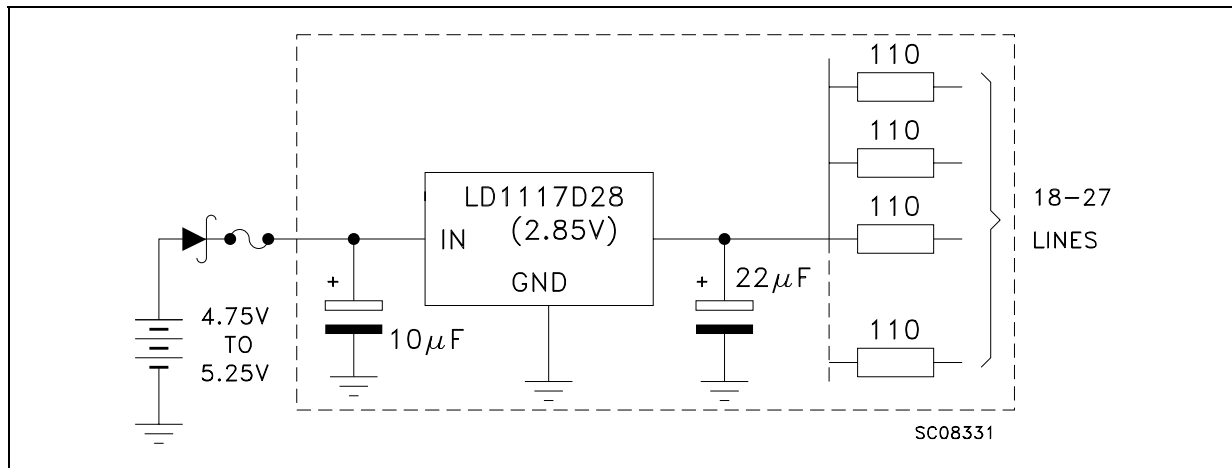 110
110
110
110
18-27
LINES
LD1117D28
(2.85V)
IN
GND
+
10µF
+
22µF
4.75V
TO
5.25V
SC08331